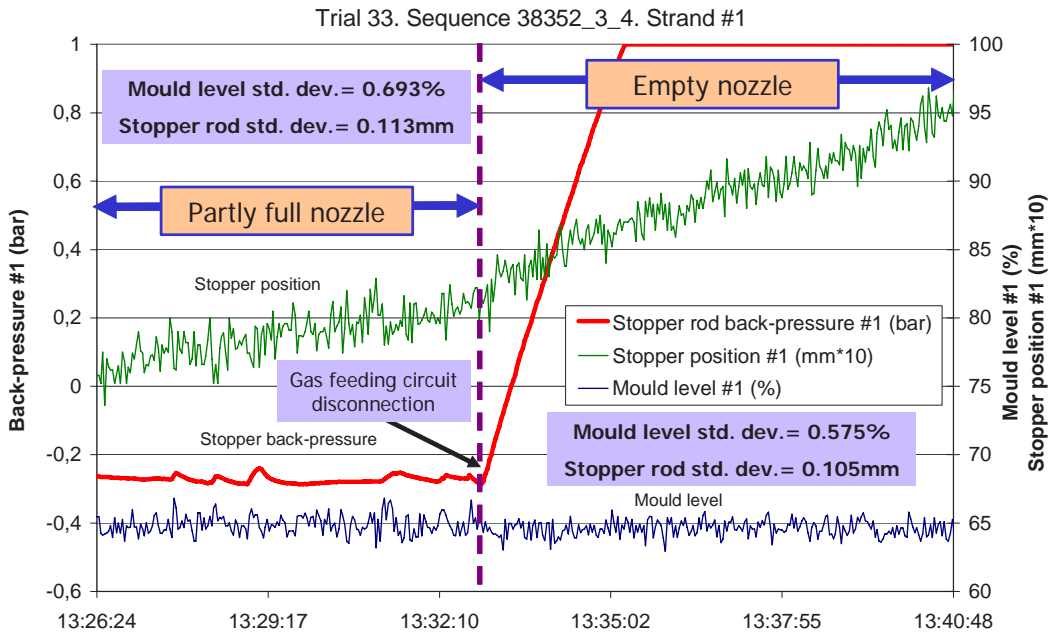 Trial 33. Sequence 38352_3_4. Strand #1
1
0,8
0,6
0,4
0,2
0
-0,2
-0,4
-0,6
Back-pressure #1 (bar)
Mould level std. dev.= 0.693%
Stopper rod std. dev.= 0.113mm
Empty nozzle
Partly full nozzle
Stopper position
Stopper rod back-pressure #1 (bar)
Stopper position #1 (mm*10)
Mould level #1 (%)
Gas feeding circuit
disconnection
Stopper back-pressure
Mould level std. dev.= 0.575%
Stopper rod std. dev.= 0.105mm
Mould level
100
95
90
85
80
75
70
65
60
Mould level #1 (%)
Stopper position #1 (mm*10)
13:26:24 13:29:17 13:32:10 13:35:02 13:37:55 13:40:48